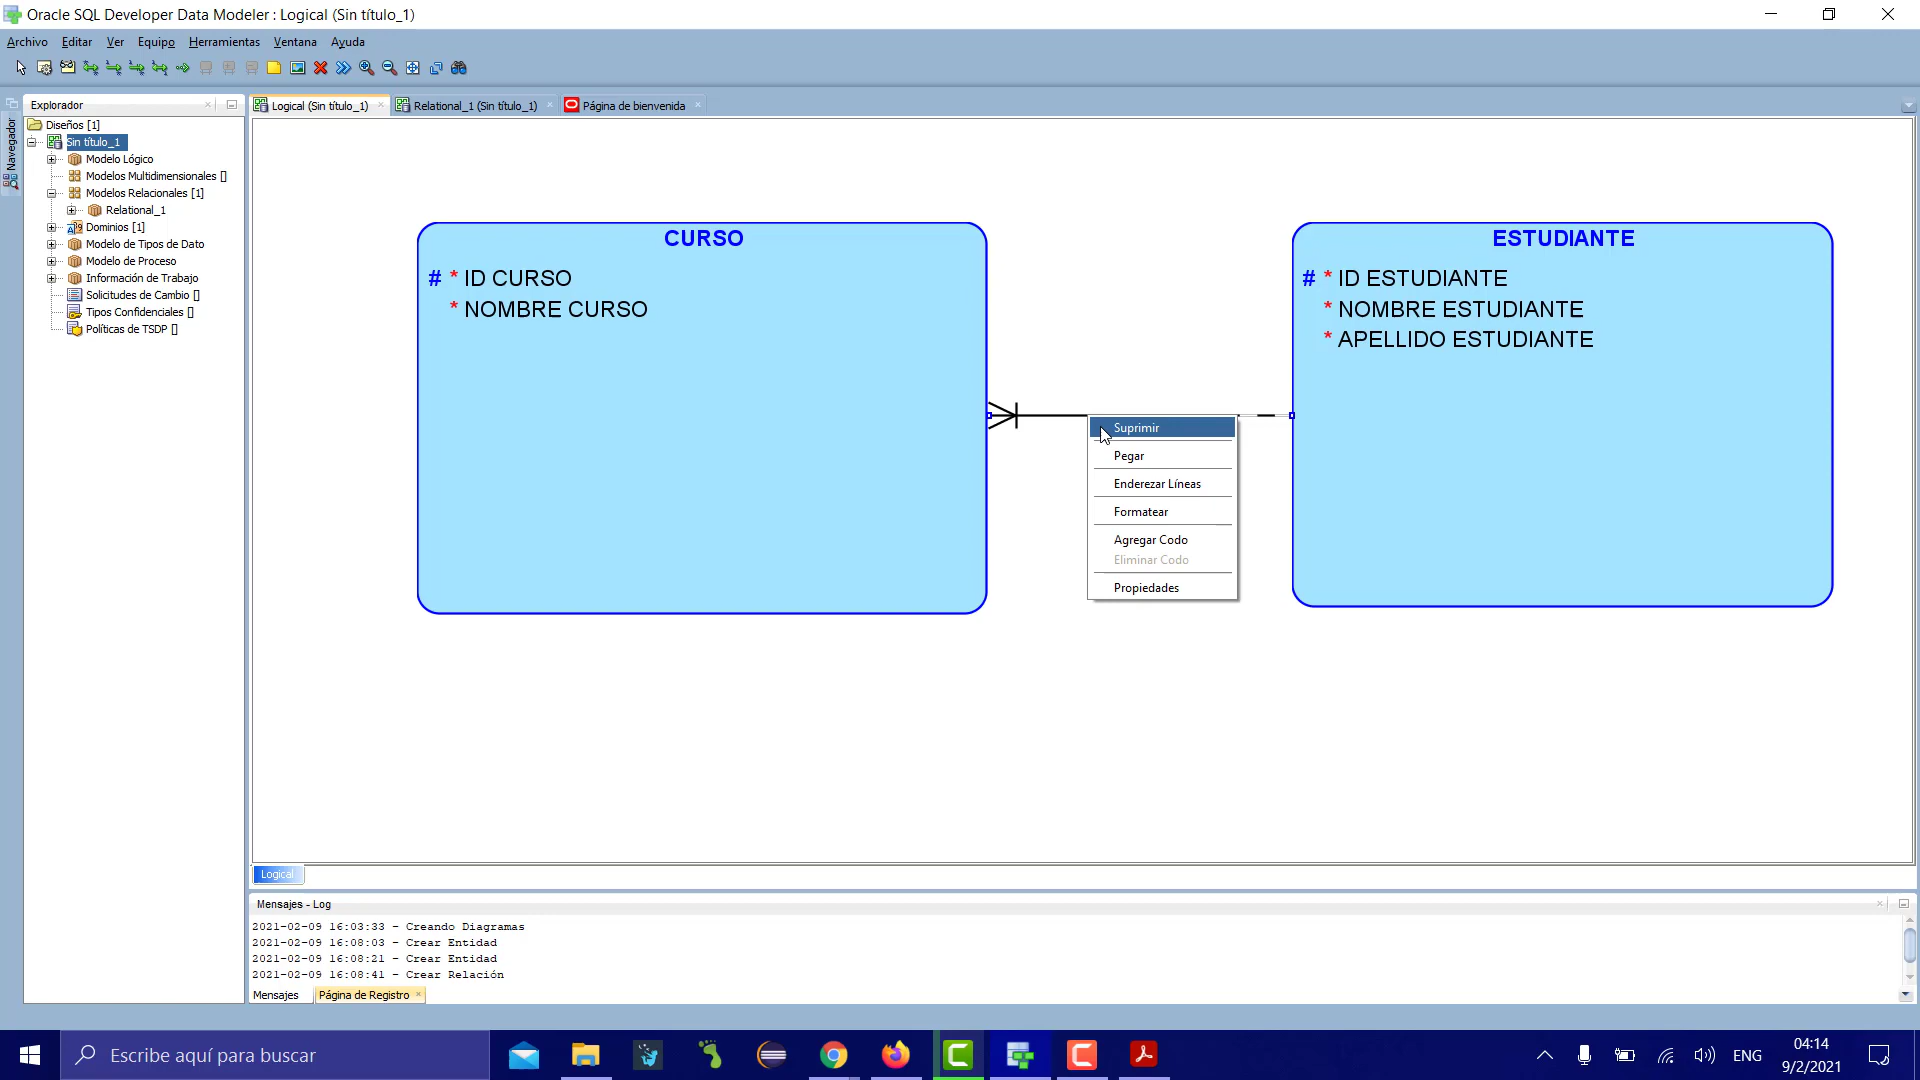 Oracle SQL Developer Data Modeler : Logical (Sin título_1)
Archivo Editar Ver Equipo Herramientas Ventana Ayuda
Explorador
Logical (Sin título_1)
Relational_1 (Sin título_1)
Página de bienvenida
Navegador
Diseños [1]
Sin título_1
Modelo Lógico
Modelos Multidimensionales []
Modelos Relacionales [1]
Relational_1
Dominios [1]
Modelo de Tipos de Dato
Modelo de Proceso
Información de Trabajo
Solicitudes de Cambio []
Tipos Confidenciales []
Políticas de TSDP []
CURSO
# * ID CURSO
* NOMBRE CURSO
ESTUDIANTE
# * ID ESTUDIANTE
* NOMBRE ESTUDIANTE
* APELLIDO ESTUDIANTE
Suprimir
Pegar
Enderezar Líneas
Formatear
Agregar Codo
Eliminar Codo
Propiedades
Logical
Mensajes - Log
2021-02-09 16:03:33 - Creando Diagramas
2021-02-09 16:08:03 - Crear Entidad
2021-02-09 16:08:21 - Crear Entidad
2021-02-09 16:08:41 - Crear Relación
Mensajes
Página de Registro
Escribe aquí para buscar
ENG
04:14
9/2/2021